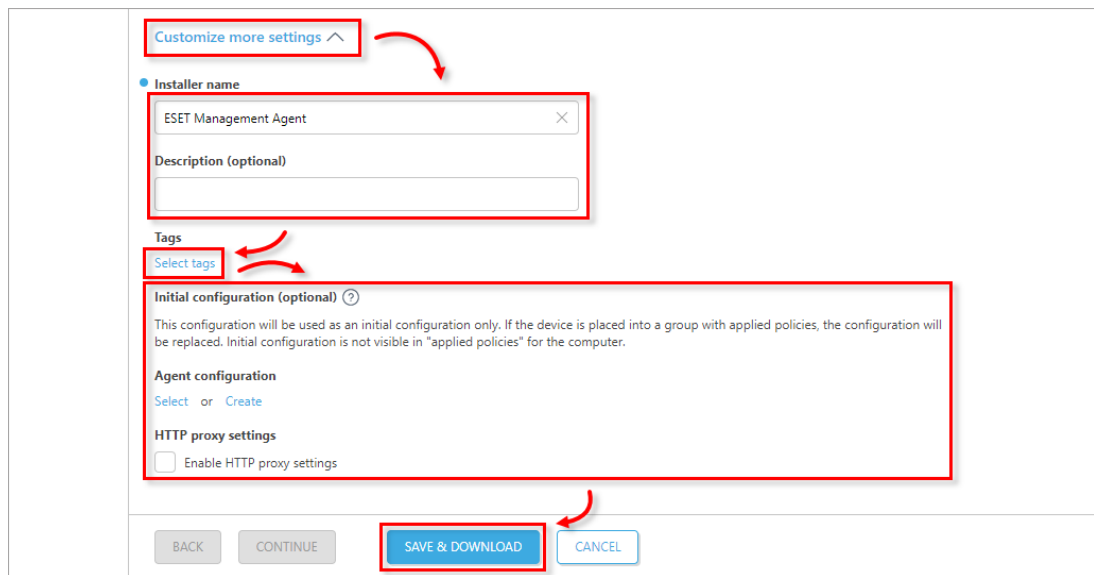 Customize more settings
Installer name
ESET Management Agent
Description (optional)
Tags
Select tags
Initial configuration (optional) ?
This configuration will be used as an initial configuration only. If the device is placed into a group with applied policies, the configuration will
be replaced. Initial configuration is not visible in "applied policies" for the computer.
Agent configuration
Select or Create
HTTP proxy settings
Enable HTTP proxy settings
BACK CONTINUE SAVE & DOWNLOAD CANCEL